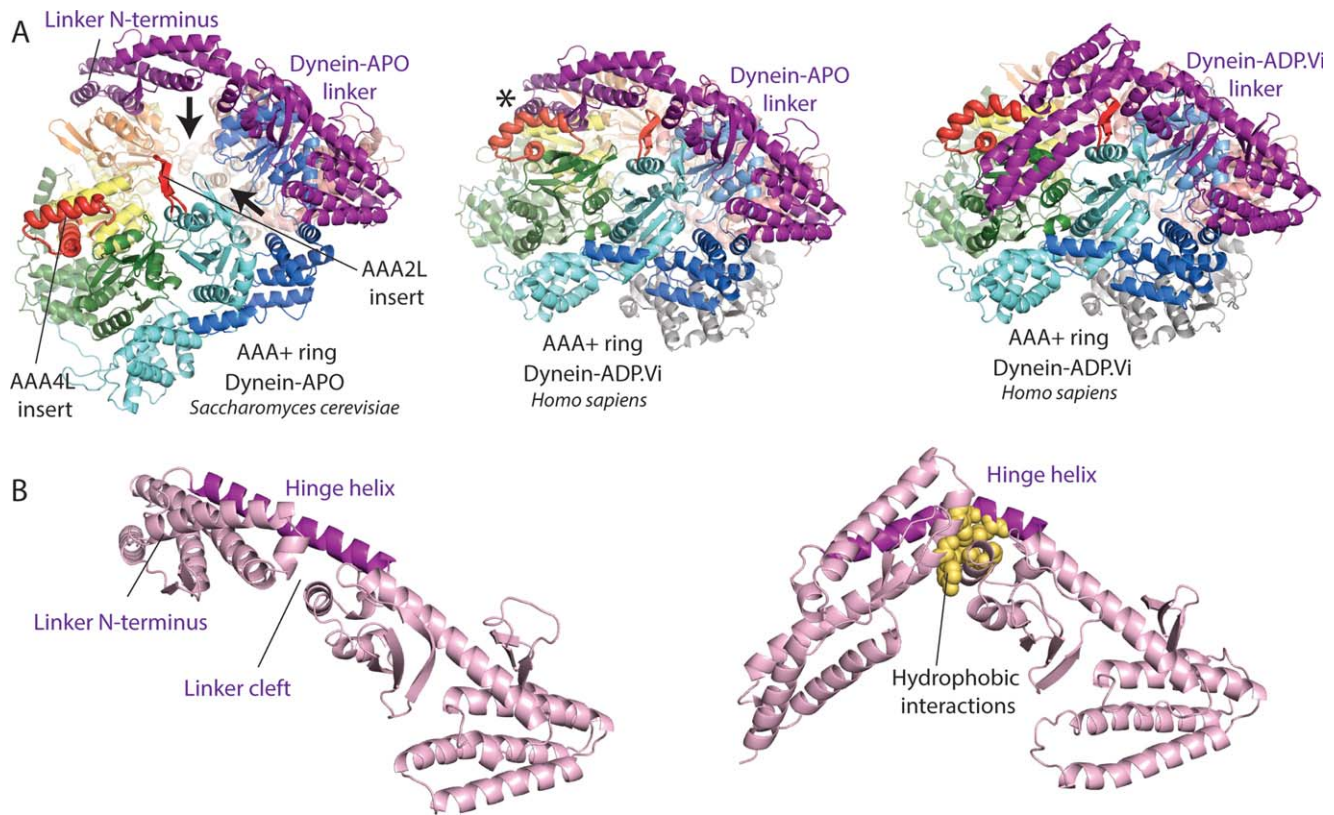 A
Linker N-terminus
Dynein-APO
linker
AAA2L
insert
AAA4L
insert
AAA+ ring
Dynein-APO
Saccharomyces cerevisiae
*
Dynein-APO
linker
AAA+ ring
Dynein-ADP.Vi
Homo sapiens
Dynein-ADP.Vi
linker
AAA+ ring
Dynein-ADP.Vi
Homo sapiens
B
Hinge helix
Linker N-terminus
Linker cleft
Hinge helix
Hydrophobic
interactions